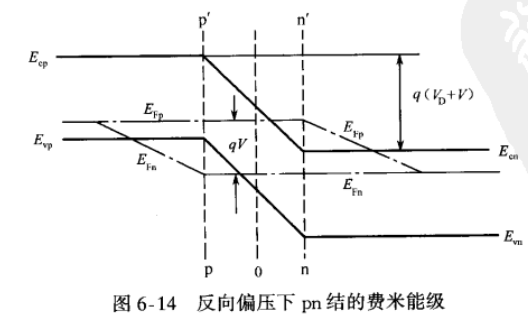 p′ n′
E_cp
q(V_D+V)
E_Fp
E_Fp
E_vp
qV
E_Fn
E_cn
E_Fn
E_vn
p 0 n
图 6-14 反向偏压下 pn 结的费米能级